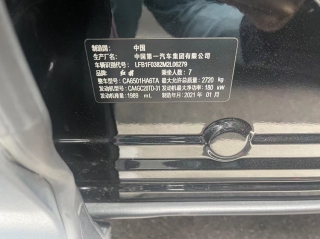 制造国: 中国
生产厂名: 中国第一汽车集团有限公司
车辆识别代号: LFB1F0382M2L06279
品牌: 红旗 乘坐人数: 7
整车型号: CA6501HA6TA 最大允许总质量: 2720 kg
发动机型号: CA4GC20TD-31 发动机最大净功率: 180 kW
发动机排量: 1989 mL 制造年月: 2021 年 01 月